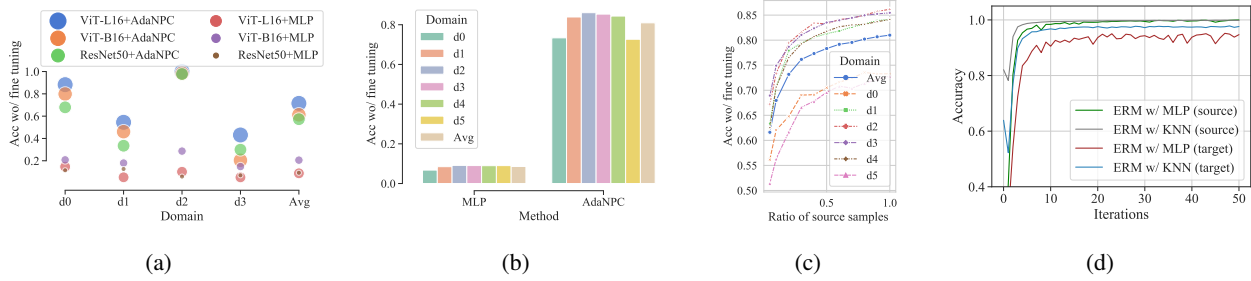 ViT-L16+AdaNPC
ViT-B16+AdaNPC
ResNet50+AdaNPC
ViT-L16+MLP
ViT-B16+MLP
ResNet50+MLP
Acc wo/ fine tuning
1.0
0.8
0.6
0.4
0.2
d0
d1
d2
d3
Avg
Domain
(a)
Acc wo/ fine tuning
0.8
0.6
0.4
0.2
0.0
Domain
d0
d1
d2
d3
d4
d5
Avg
MLP
AdaNPC
Method
(b)
Acc wo/ fine tuning
0.85
0.80
0.75
0.70
0.65
0.60
0.55
0.50
Domain
Avg
d0
d1
d2
d3
d4
d5
0.5
1.0
Ratio of source samples
(c)
Accuracy
1.0
0.8
0.6
0.4
ERM w/ MLP (source)
ERM w/ KNN (source)
ERM w/ MLP (target)
ERM w/ KNN (target)
0
10
20
30
40
50
Iterations
(d)